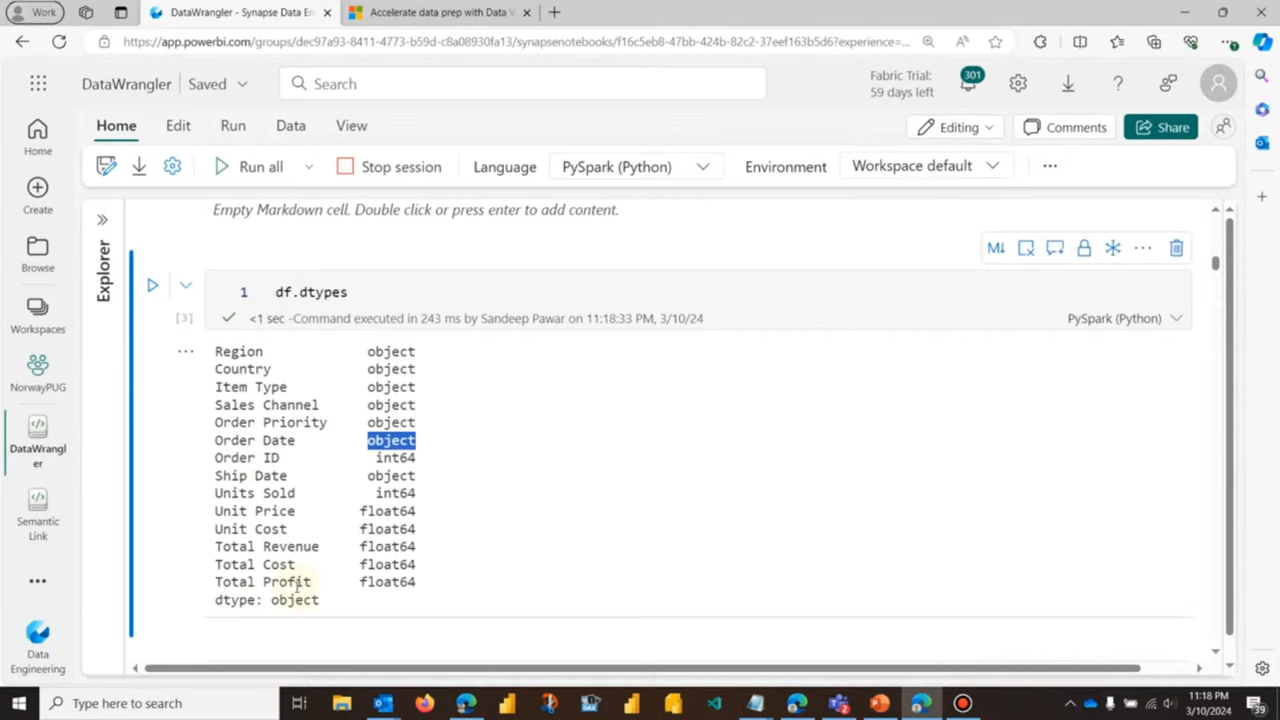 Work
DataWrangler - Synapse Data En
Accelerate data prep with Data W
https://app.powerbi.com/groups/dec97a93-8411-4773-b59d-c8a08930fa13/synapsenotebooks/f16c5eb8-47bb-424b-82c2-37eef163b5d6?experience=...
DataWrangler
Saved
Search
Fabric Trial:
59 days left
301
Home Edit Run Data View
Editing
Comments
Share
Run all
Stop session
Language
PySpark (Python)
Environment
Workspace default
Home
Create
Browse
Workspaces
NorwayPUG
DataWrangl
er
Semantic
Link
Data
Engineering
Explorer
Empty Markdown cell. Double click or press enter to add content.
M↓
1 df.dtypes
[3]
<1 sec -Command executed in 243 ms by Sandeep Pawar on 11:18:33 PM, 3/10/24
PySpark (Python)
Region object
Country object
Item Type object
Sales Channel object
Order Priority object
Order Date object
Order ID int64
Ship Date object
Units Sold int64
Unit Price float64
Unit Cost float64
Total Revenue float64
Total Cost float64
Total Profit float64
dtype: object
Type here to search
11:18 PM
3/10/2024
39